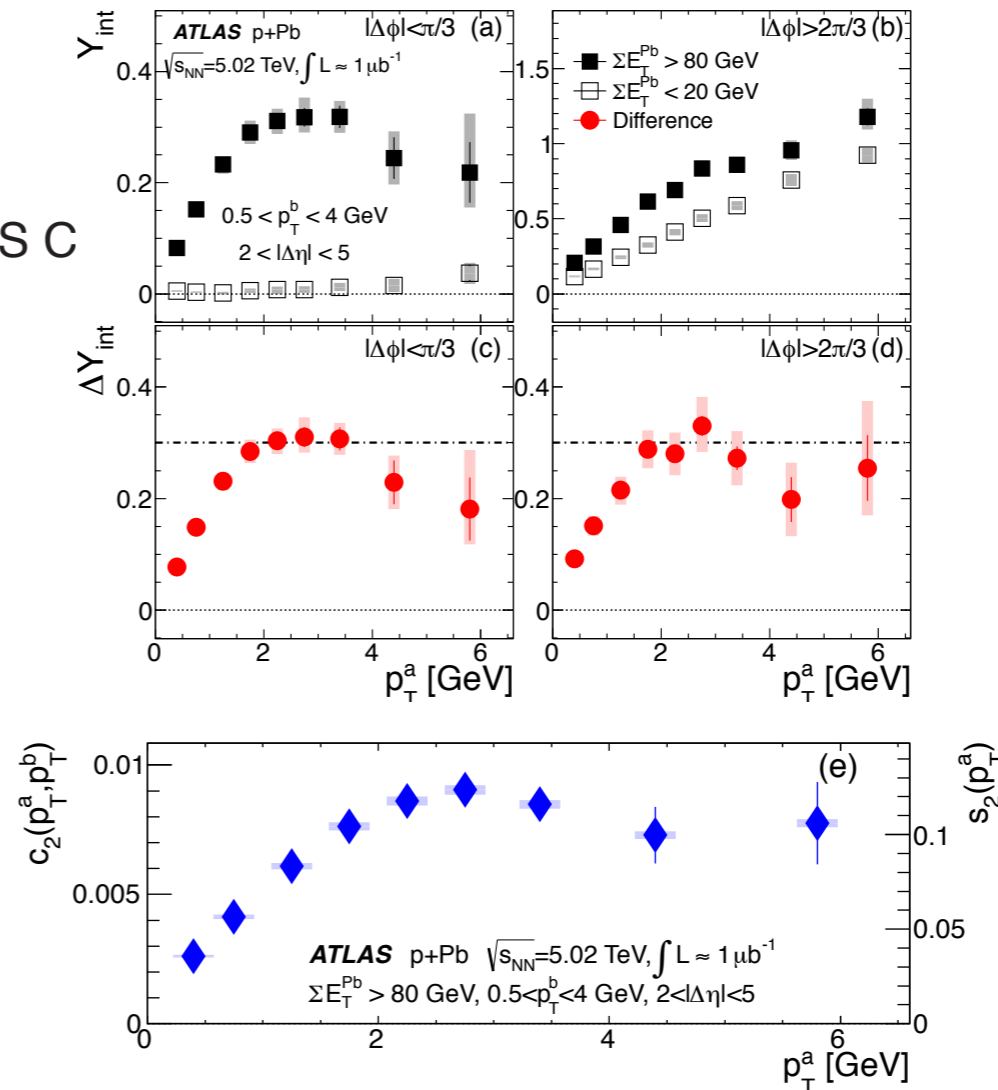 Y_int
ATLAS p+Pb
√s_NN=5.02 TeV, ∫ L ≈ 1 μb⁻¹
|Δϕ|<π/3 (a)
0.5 < p_T^b < 4 GeV
2 < |Δη| < 5
0.4
0.2
0
|Δϕ|>2π/3 (b)
ΣE_T^Pb > 80 GeV
ΣE_T^Pb < 20 GeV
Difference
1.5
1
0.5
0
S C
ΔY_int
|Δϕ|<π/3 (c)
0.4
0.2
0
0 2 4 6
p_T^a [GeV]
|Δϕ|>2π/3 (d)
0.4
0.2
0
0 2 4 6
p_T^a [GeV]
c_2(p_T^a,p_T^b)
0.01
0.005
0
(e)
ATLAS p+Pb √s_NN=5.02 TeV, ∫ L ≈ 1 μb⁻¹
ΣE_T^Pb > 80 GeV, 0.5<p_T^b<4 GeV, 2<|Δη|<5
s_2(p_T^a)
0.1
0.05
0
0 2 4 6
p_T^a [GeV]